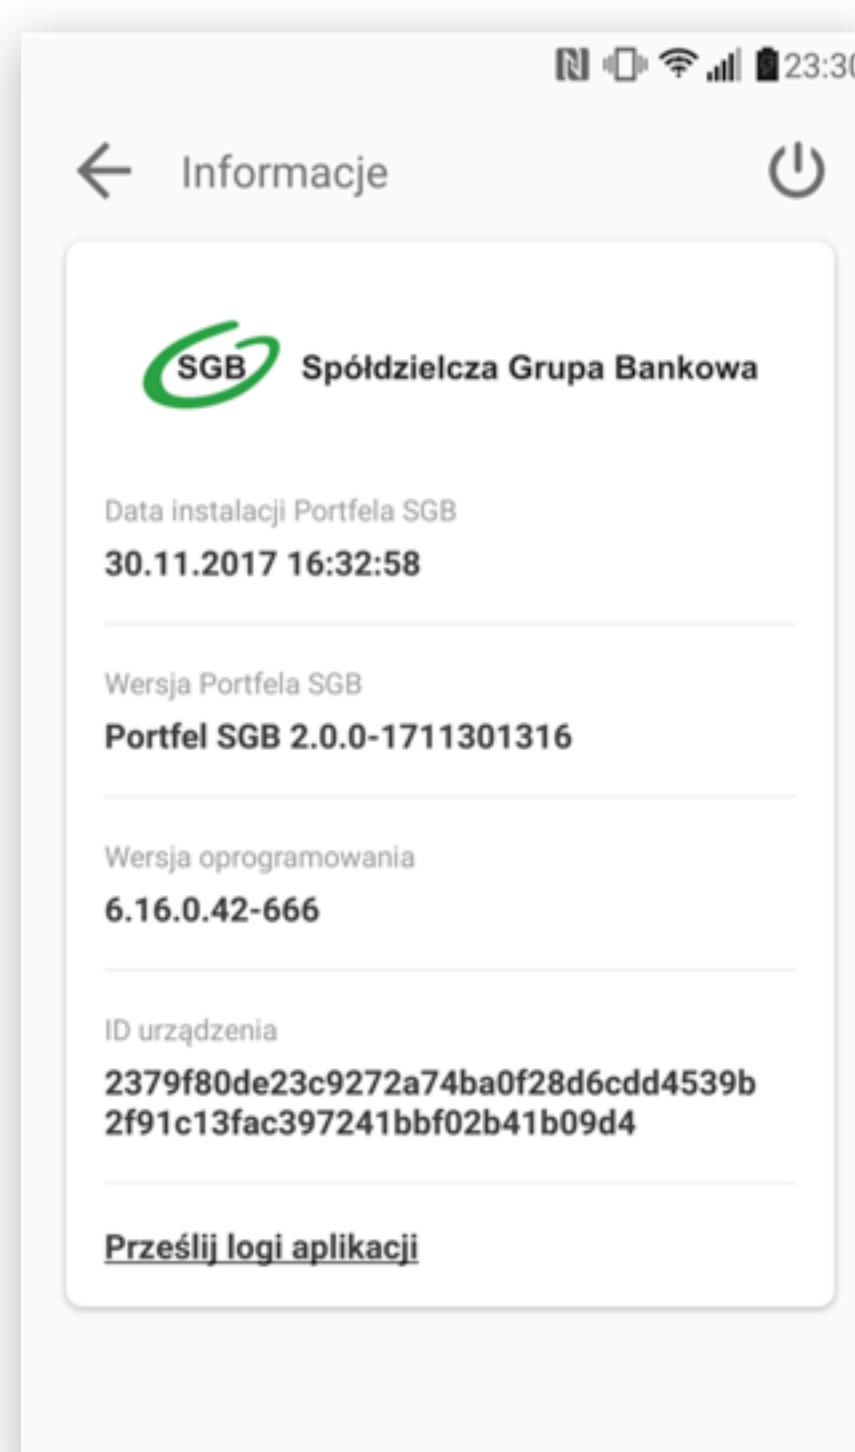 23:30
Informacje
SGB Spółdzielcza Grupa Bankowa
Data instalacji Portfela SGB
30.11.2017 16:32:58
Wersja Portfela SGB
Portfel SGB 2.0.0-1711301316
Wersja oprogramowania
6.16.0.42-666
ID urządzenia
2379f80de23c9272a74ba0f28d6cdd4539b
2f91c13fac397241bbf02b41b09d4
Prześlij logi aplikacji